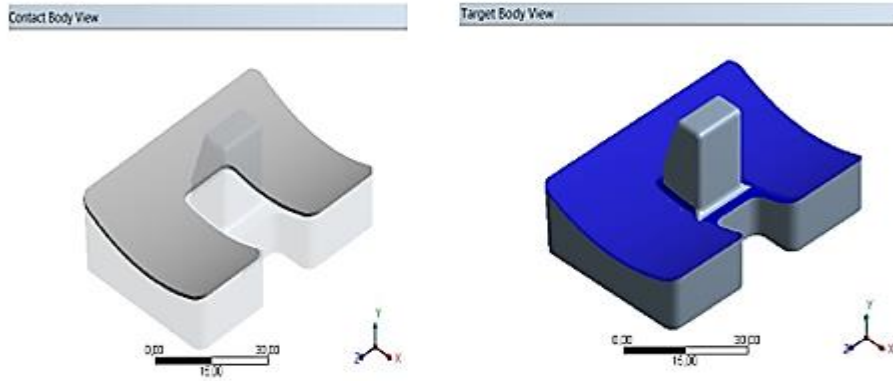 Contact Body View
Target Body View
0,00
30,00
15,00
Y
Z
X
0,00
30,00
15,00
Y
Z
X